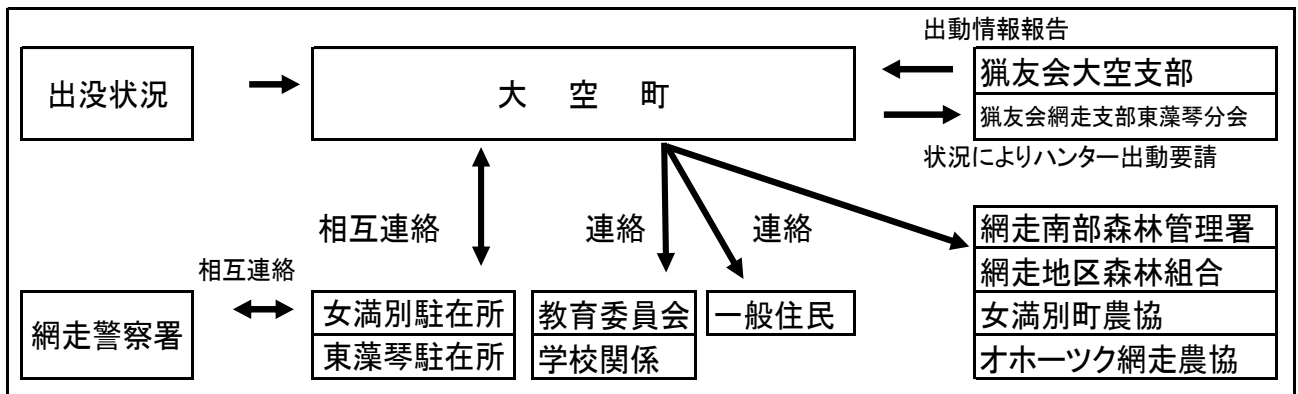 出動情報報告
出没状況
大空町
猟友会大空支部
猟友会網走支部東藻琴分会
状況によりハンター出動要請
相互連絡
連絡
連絡
相互連絡
網走警察署
女満別駐在所
東藻琴駐在所
教育委員会
学校関係
一般住民
網走南部森林管理署
網走地区森林組合
女満別町農協
オホーツク網走農協